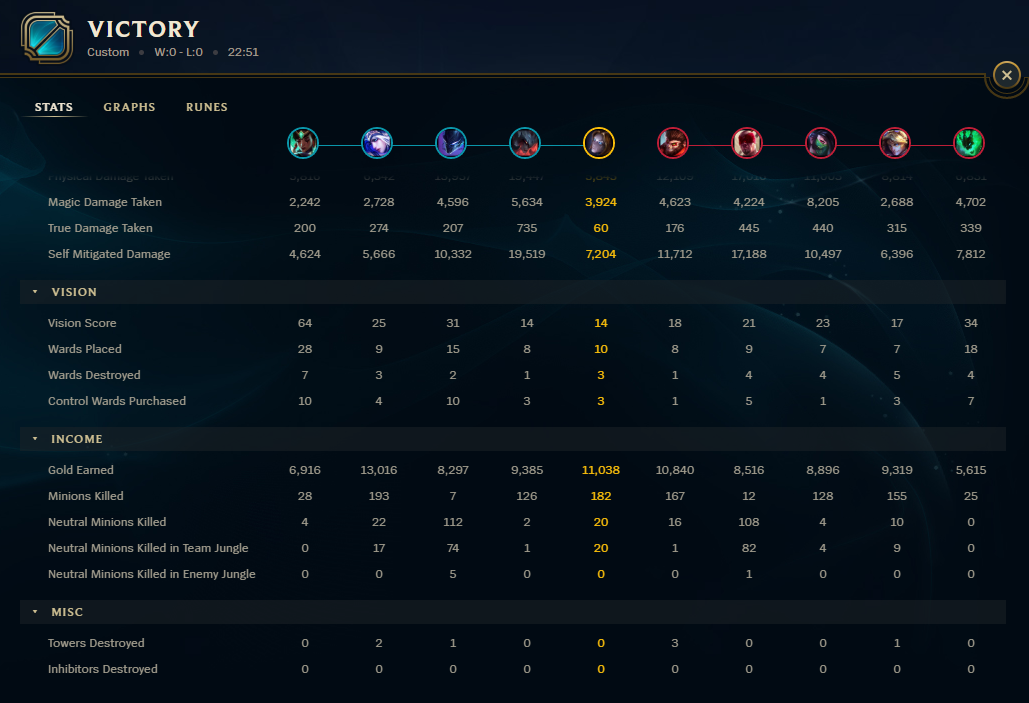 VICTORY
Custom • W:0 - L:0 • 22:51
STATS GRAPHS RUNES
Physical Damage Taken
Magic Damage Taken 2,242 2,728 4,596 5,634 3,924 4,623 4,224 8,205 2,688 4,702
True Damage Taken 200 274 207 735 60 176 445 440 315 339
Self Mitigated Damage 4,624 5,666 10,332 19,519 7,204 11,712 17,188 10,497 6,396 7,812
VISION
Vision Score 64 25 31 14 14 18 21 23 17 34
Wards Placed 28 9 15 8 10 8 9 7 7 18
Wards Destroyed 7 3 2 1 3 1 4 4 5 4
Control Wards Purchased 10 4 10 3 3 1 5 1 3 7
INCOME
Gold Earned 6,916 13,016 8,297 9,385 11,038 10,840 8,516 8,896 9,319 5,615
Minions Killed 28 193 7 126 182 167 12 128 155 25
Neutral Minions Killed 4 22 112 2 20 16 108 4 10 0
Neutral Minions Killed in Team Jungle 0 17 74 1 20 1 82 4 9 0
Neutral Minions Killed in Enemy Jungle 0 0 5 0 0 0 1 0 0 0
MISC
Towers Destroyed 0 2 1 0 0 3 0 0 1 0
Inhibitors Destroyed 0 0 0 0 0 0 0 0 0 0